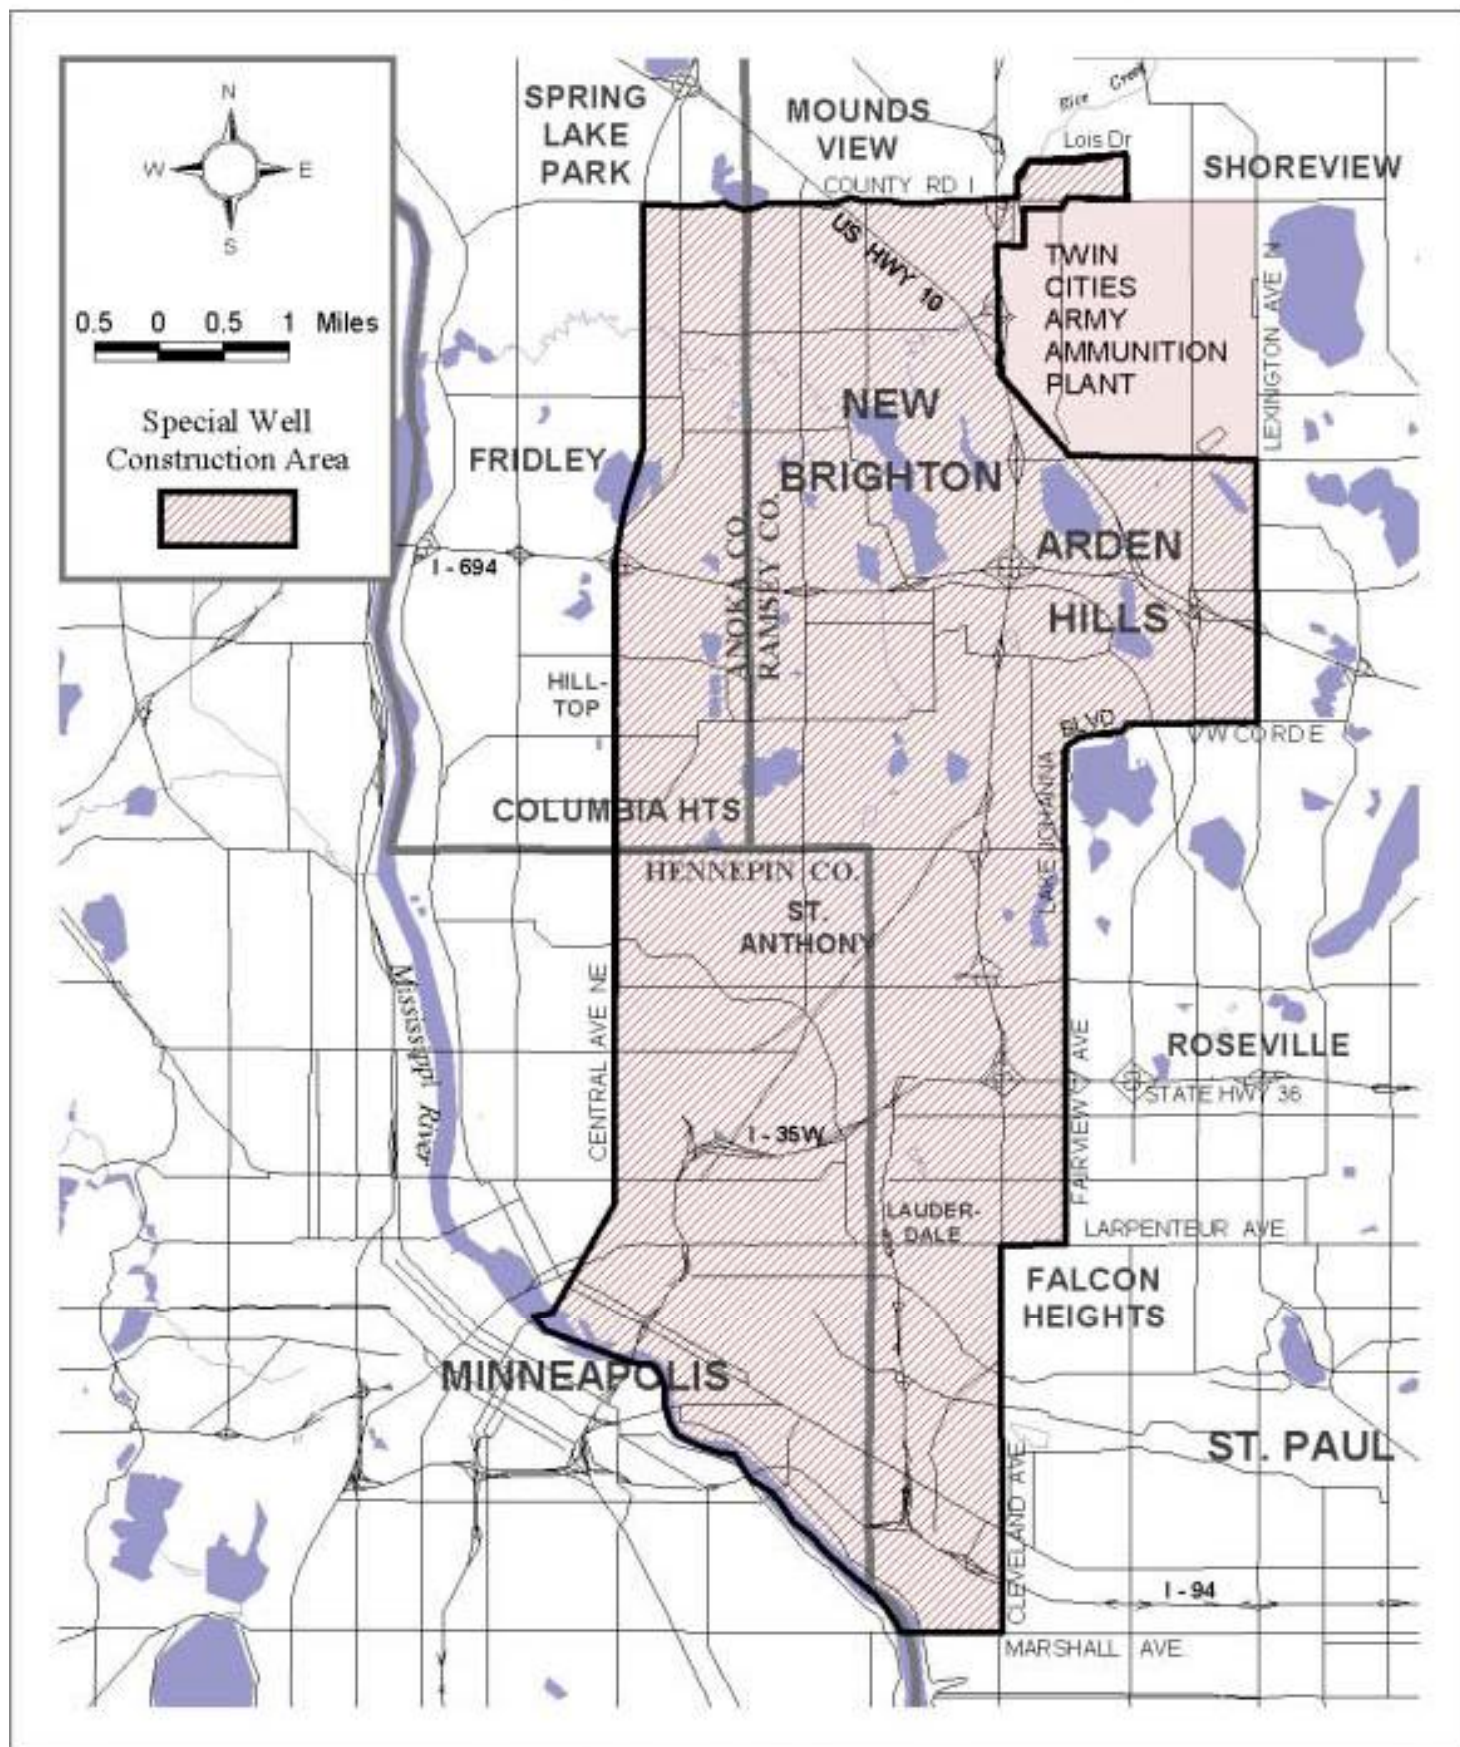 N
W E
S
0.5 0 0.5 1 Miles
Special Well
Construction Area
SPRING
LAKE
PARK
MOUNDS
VIEW
COUNTY RD I
Rice Creek
Lois Dr
SHOREVIEW
US HWY 10
TWIN
CITIES
ARMY
AMMUNITION
PLANT
LEXINGTON AVE N
NEW
BRIGHTON
FRIDLEY
ANOKA CO.
RAMSEY CO.
ARDEN
HILLS
I - 694
HILL-
TOP
LAKE JOHANNA
BLVD
COLUMBIA HTS
HENNEPIN CO.
ST.
ANTHONY
Mississippi River
CENTRAL AVE NE
FAIRVIEW AVE
ROSEVILLE
STATE HWY 36
I - 35W
LAUDER-
DALE
LARPENTEUR AVE
FALCON
HEIGHTS
MINNEAPOLIS
ST. PAUL
CLEVELAND AVE
I - 94
MARSHALL AVE.